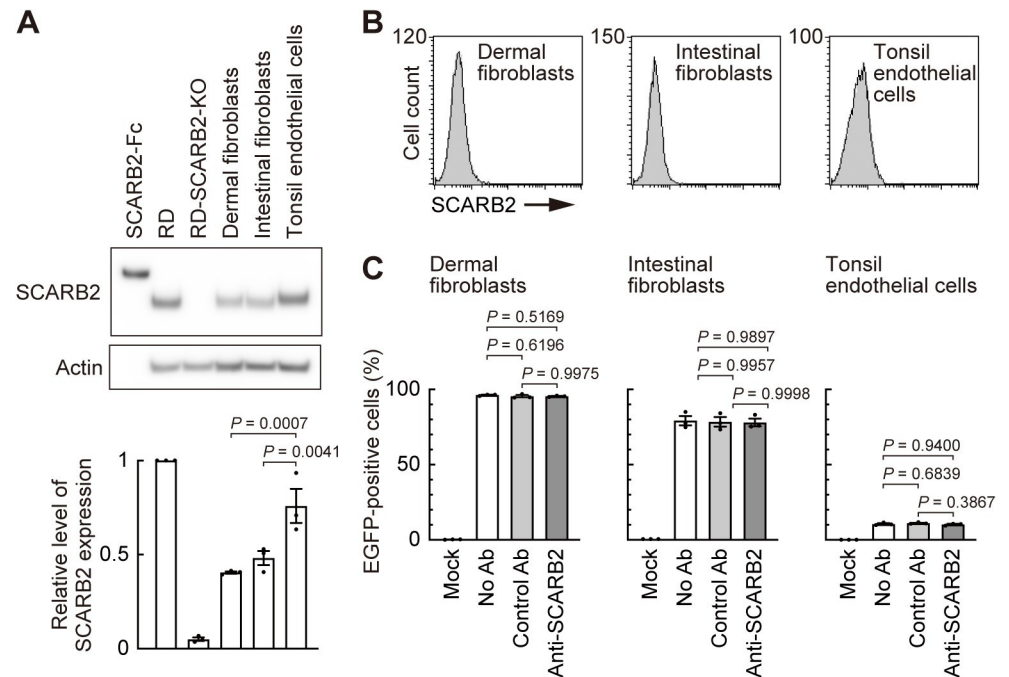 A
SCARB2-Fc
RD
RD-SCARB2-KO
Dermal fibroblasts
Intestinal fibroblasts
Tonsil endothelial cells
SCARB2
Actin
P = 0.0007
P = 0.0041
Relative level of
SCARB2 expression
1
0.5
0
B
120
Cell count
Dermal
fibroblasts
150
Intestinal
fibroblasts
100
Tonsil
endothelial
cells
SCARB2
C
Dermal
fibroblasts
P = 0.5169
P = 0.6196
P = 0.9975
EGFP-positive cells (%)
100
50
0
Mock
No Ab
Control Ab
Anti-SCARB2
Intestinal
fibroblasts
P = 0.9897
P = 0.9957
P = 0.9998
Mock
No Ab
Control Ab
Anti-SCARB2
Tonsil
endothelial cells
P = 0.9400
P = 0.6839
P = 0.3867
Mock
No Ab
Control Ab
Anti-SCARB2